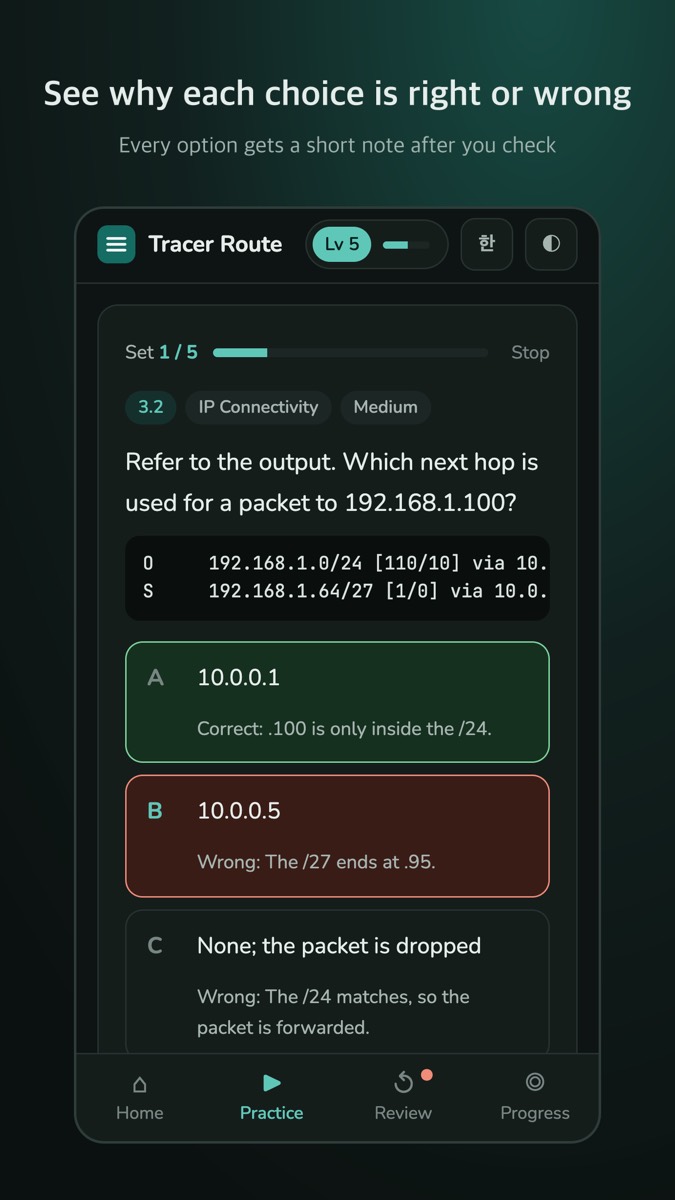 See why each choice is right or wrong
Every option gets a short note after you check
Tracer Route
Lv 5
한
Set 1 / 5
Stop
3.2
IP Connectivity
Medium
Refer to the output. Which next hop is
used for a packet to 192.168.1.100?
O 192.168.1.0/24 [110/10] via 10.
S 192.168.1.64/27 [1/0] via 10.0.
A 10.0.0.1
Correct: .100 is only inside the /24.
B 10.0.0.5
Wrong: The /27 ends at .95.
C None; the packet is dropped
Wrong: The /24 matches, so the
packet is forwarded.
Home
Practice
Review
Progress